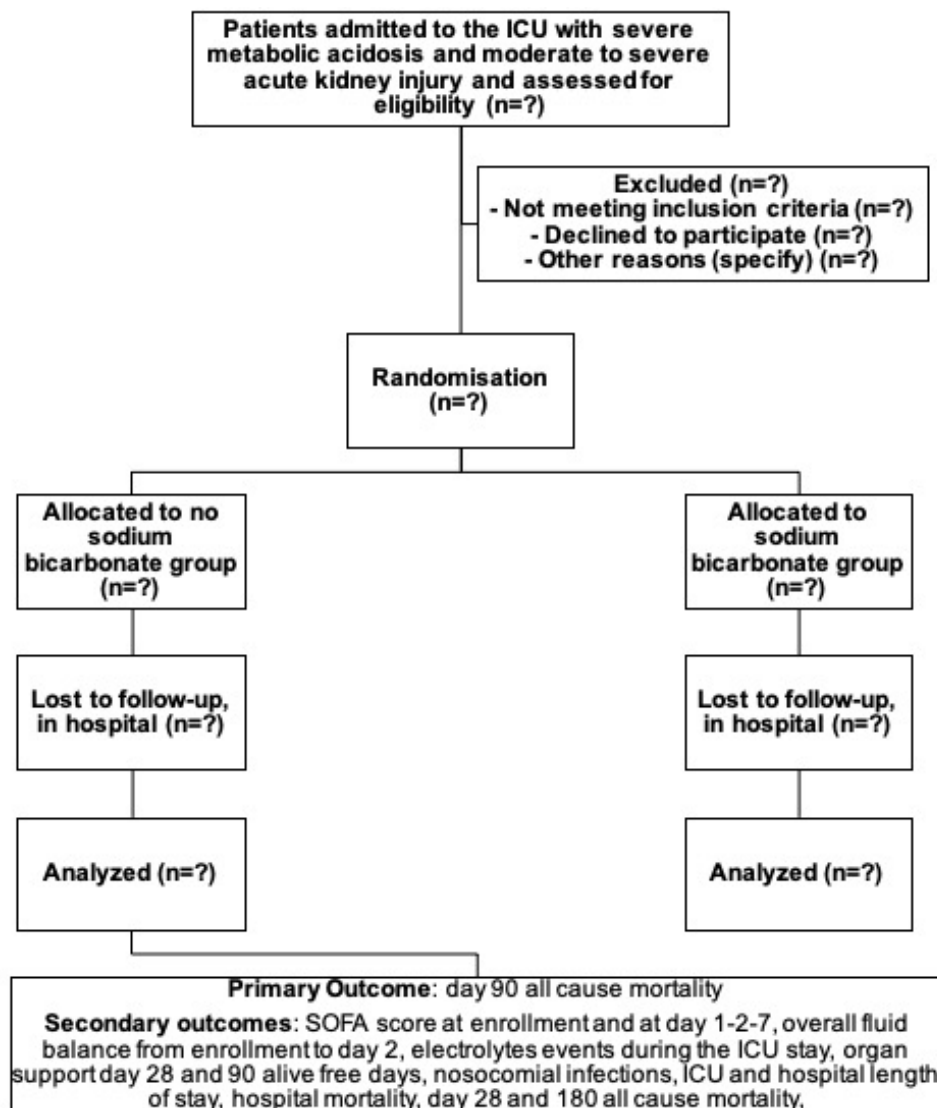 Patients admitted to the ICU with severe
metabolic acidosis and moderate to severe
acute kidney injury and assessed for
eligibility (n=?)
Excluded (n=?)
- Not meeting inclusion criteria (n=?)
- Declined to participate (n=?)
- Other reasons (specify) (n=?)
Randomisation
(n=?)
Allocated to no
sodium
bicarbonate group
(n=?)
Allocated to
sodium
bicarbonate group
(n=?)
Lost to follow-up,
in hospital (n=?)
Lost to follow-up,
in hospital (n=?)
Analyzed (n=?)
Analyzed (n=?)
Primary Outcome: day 90 all cause mortality
Secondary outcomes: SOFA score at enrollment and at day 1-2-7, overall fluid
balance from enrollment to day 2, electrolytes events during the ICU stay, organ
support day 28 and 90 alive free days, nosocomial infections, ICU and hospital length
of stay, hospital mortality, day 28 and 180 all cause mortality,